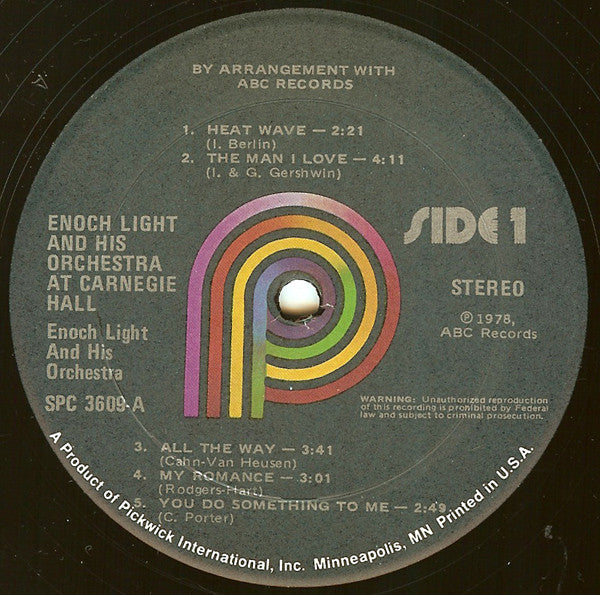 BY ARRANGEMENT WITH
ABC RECORDS
1. HEAT WAVE — 2:21
(I. Berlin)
2. THE MAN I LOVE — 4:11
(I. & G. Gershwin)
ENOCH LIGHT
AND HIS
ORCHESTRA
AT CARNEGIE
HALL
Enoch Light
And His
Orchestra
SPC 3609-A
SIDE 1
STEREO
℗ 1978,
ABC Records
WARNING: Unauthorized reproduction
of this recording is prohibited by Federal
law and subject to criminal prosecution.
3. ALL THE WAY — 3:41
(Cahn-Van Heusen)
4. MY ROMANCE — 3:01
(Rodgers-Hart)
5. YOU DO SOMETHING TO ME — 2:49
(C. Porter)
A Product of Pickwick International, Inc. Minneapolis, MN Printed in U.S.A.